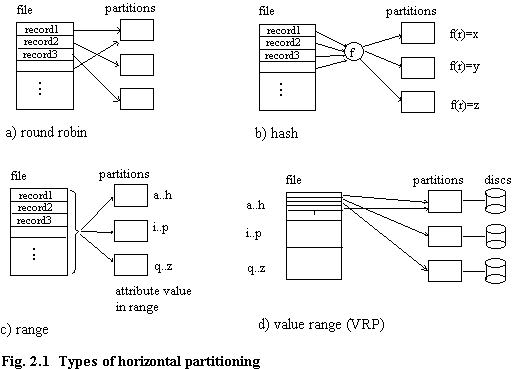 file
partitions
record1
record2
record3
a) round robin
file
partitions
record1
record2
record3
f
f(r)=x
f(r)=y
f(r)=z
b) hash
file
partitions
record1
record2
record3
a..h
i..p
q..z
attribute value
in range
c) range
file
partitions
discs
a..h
i..p
q..z
d) value range (VRP)
Fig. 2.1 Types of horizontal partitioning